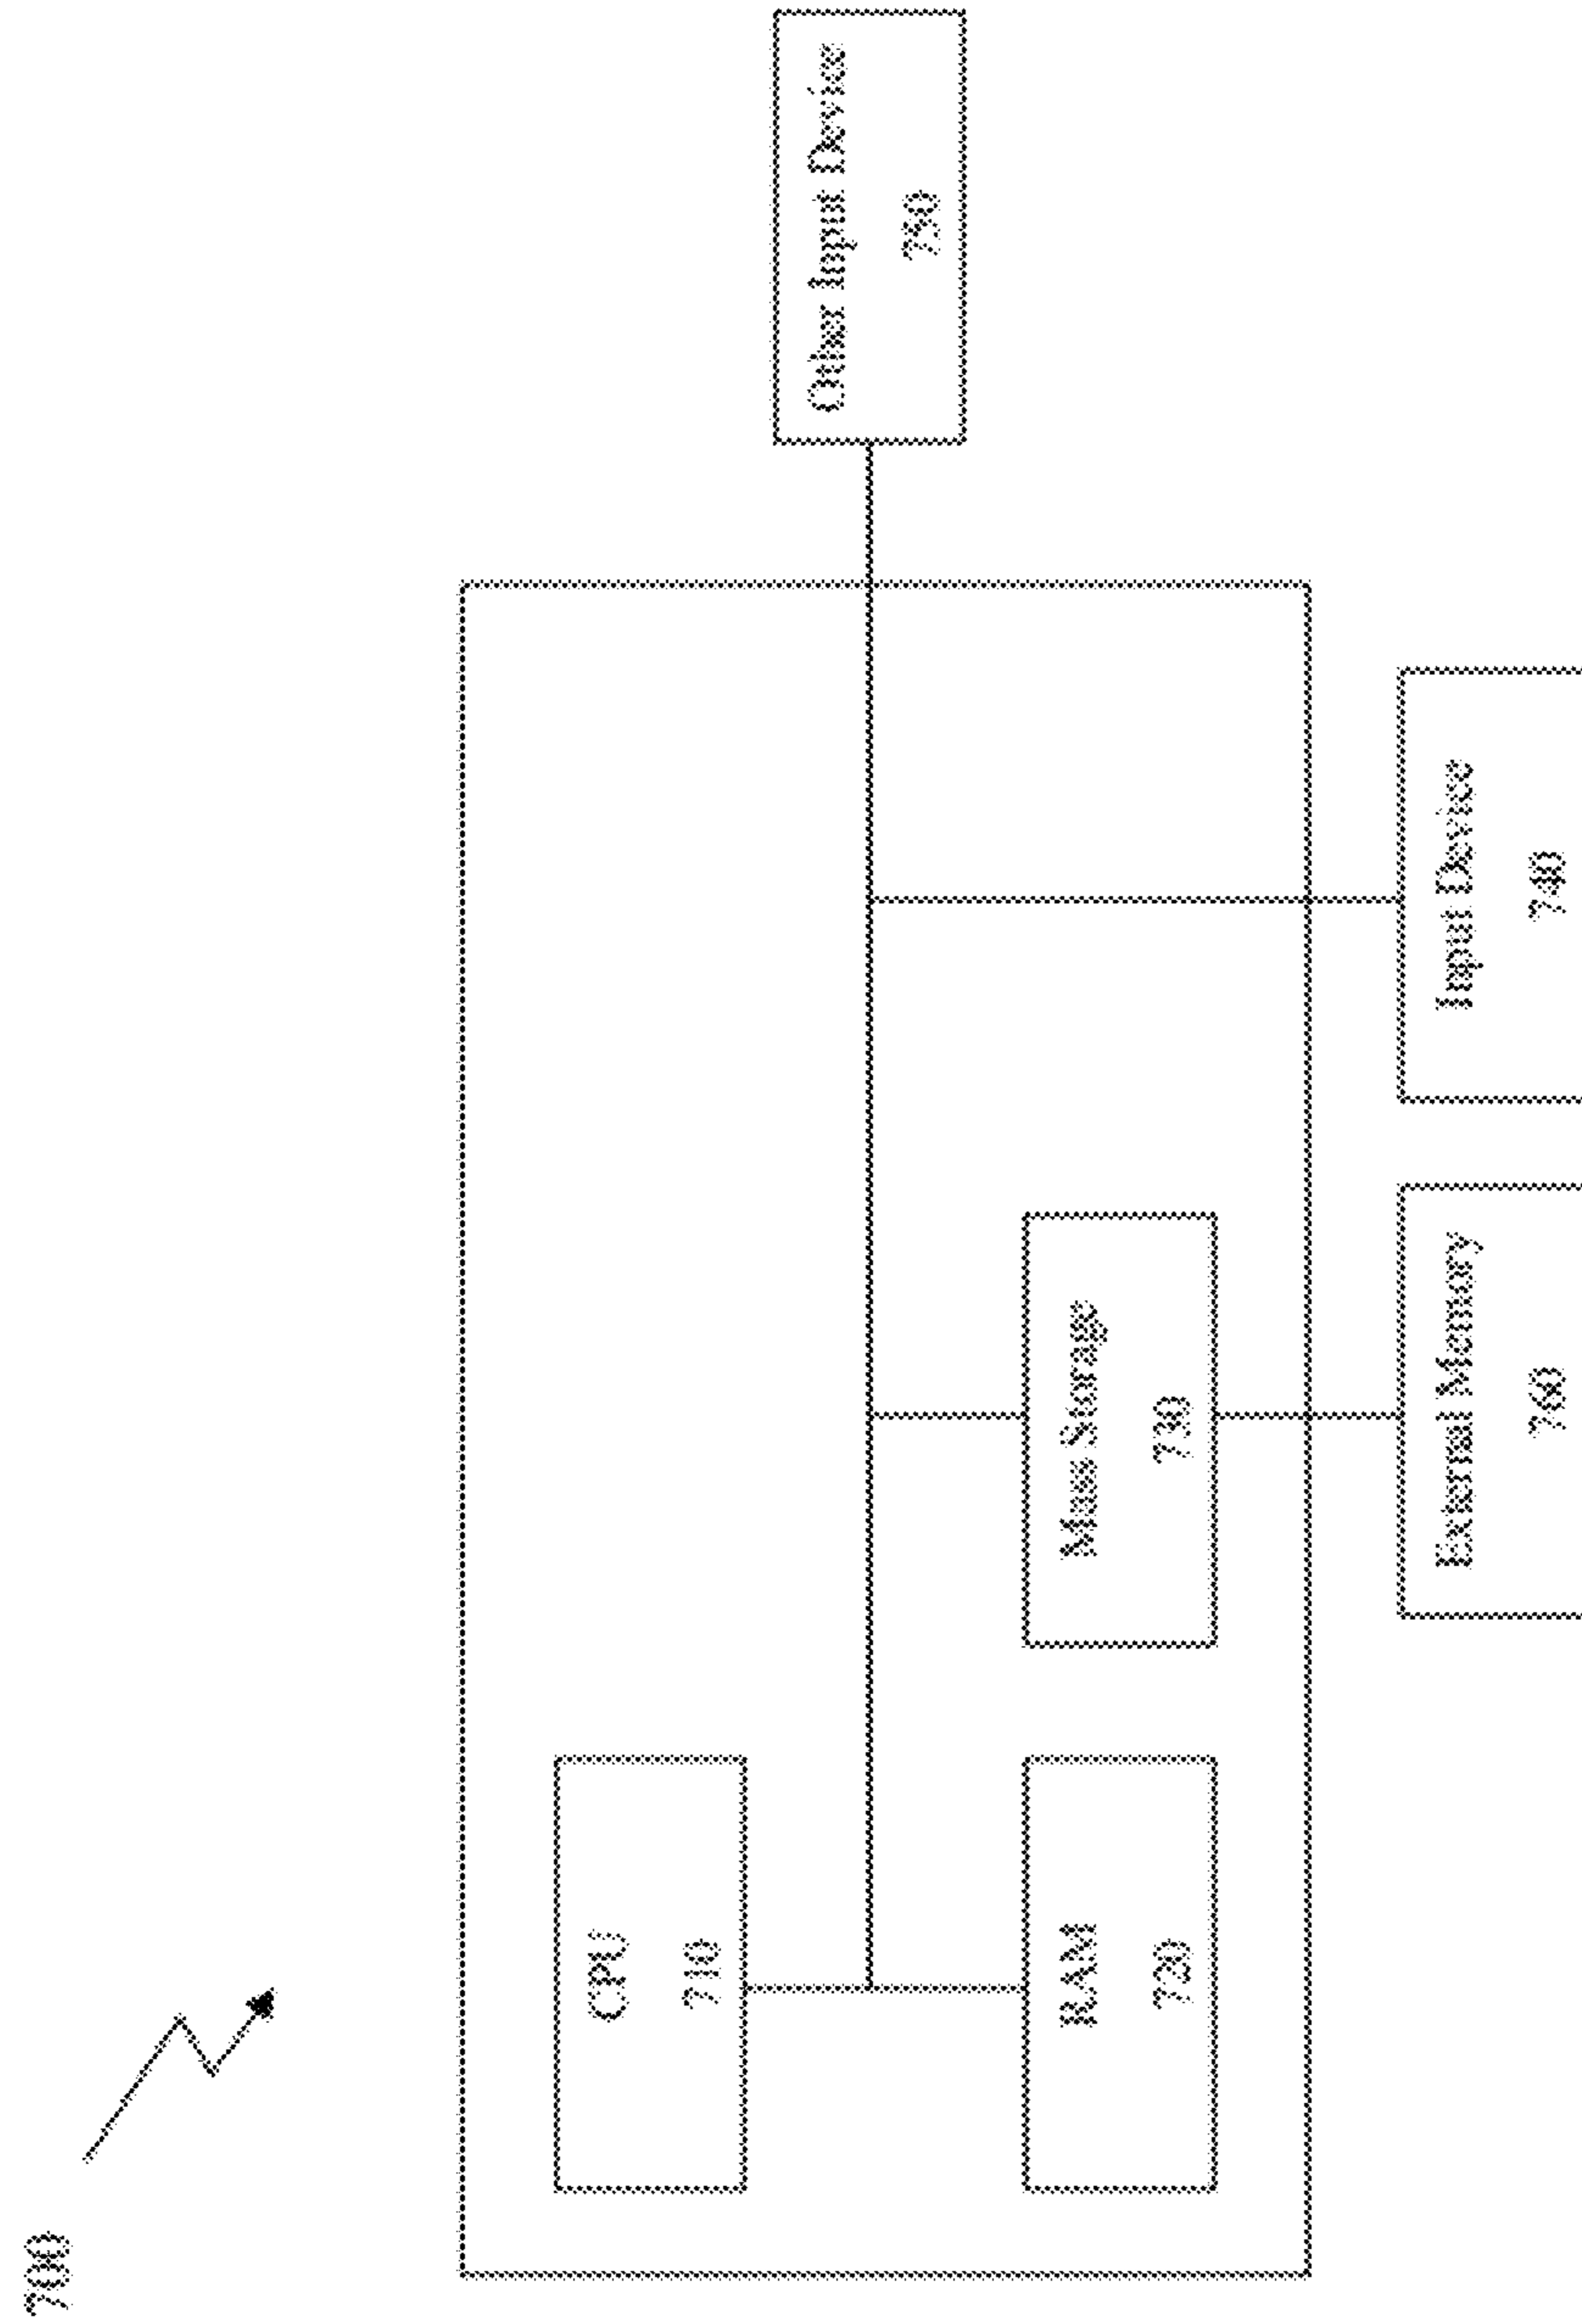 700
CPU
710
Other Input Device
750
RAM
720
Mass Storage
730
External Memory
760
Input Device
740